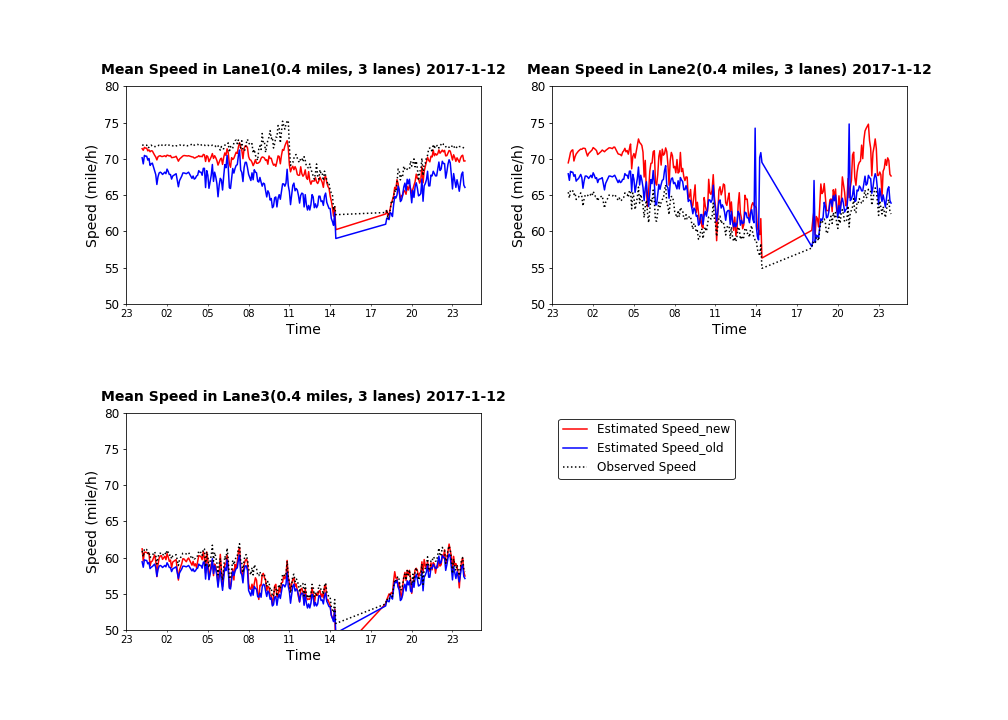 Mean Speed in Lane1(0.4 miles, 3 lanes) 2017-1-12
80
75
70
65
60
55
50
Speed (mile/h)
23 02 05 08 11 14 17 20 23
Time
Mean Speed in Lane2(0.4 miles, 3 lanes) 2017-1-12
80
75
70
65
60
55
50
Speed (mile/h)
23 02 05 08 11 14 17 20 23
Time
Mean Speed in Lane3(0.4 miles, 3 lanes) 2017-1-12
80
75
70
65
60
55
50
Speed (mile/h)
23 02 05 08 11 14 17 20 23
Time
Estimated Speed_new
Estimated Speed_old
Observed Speed